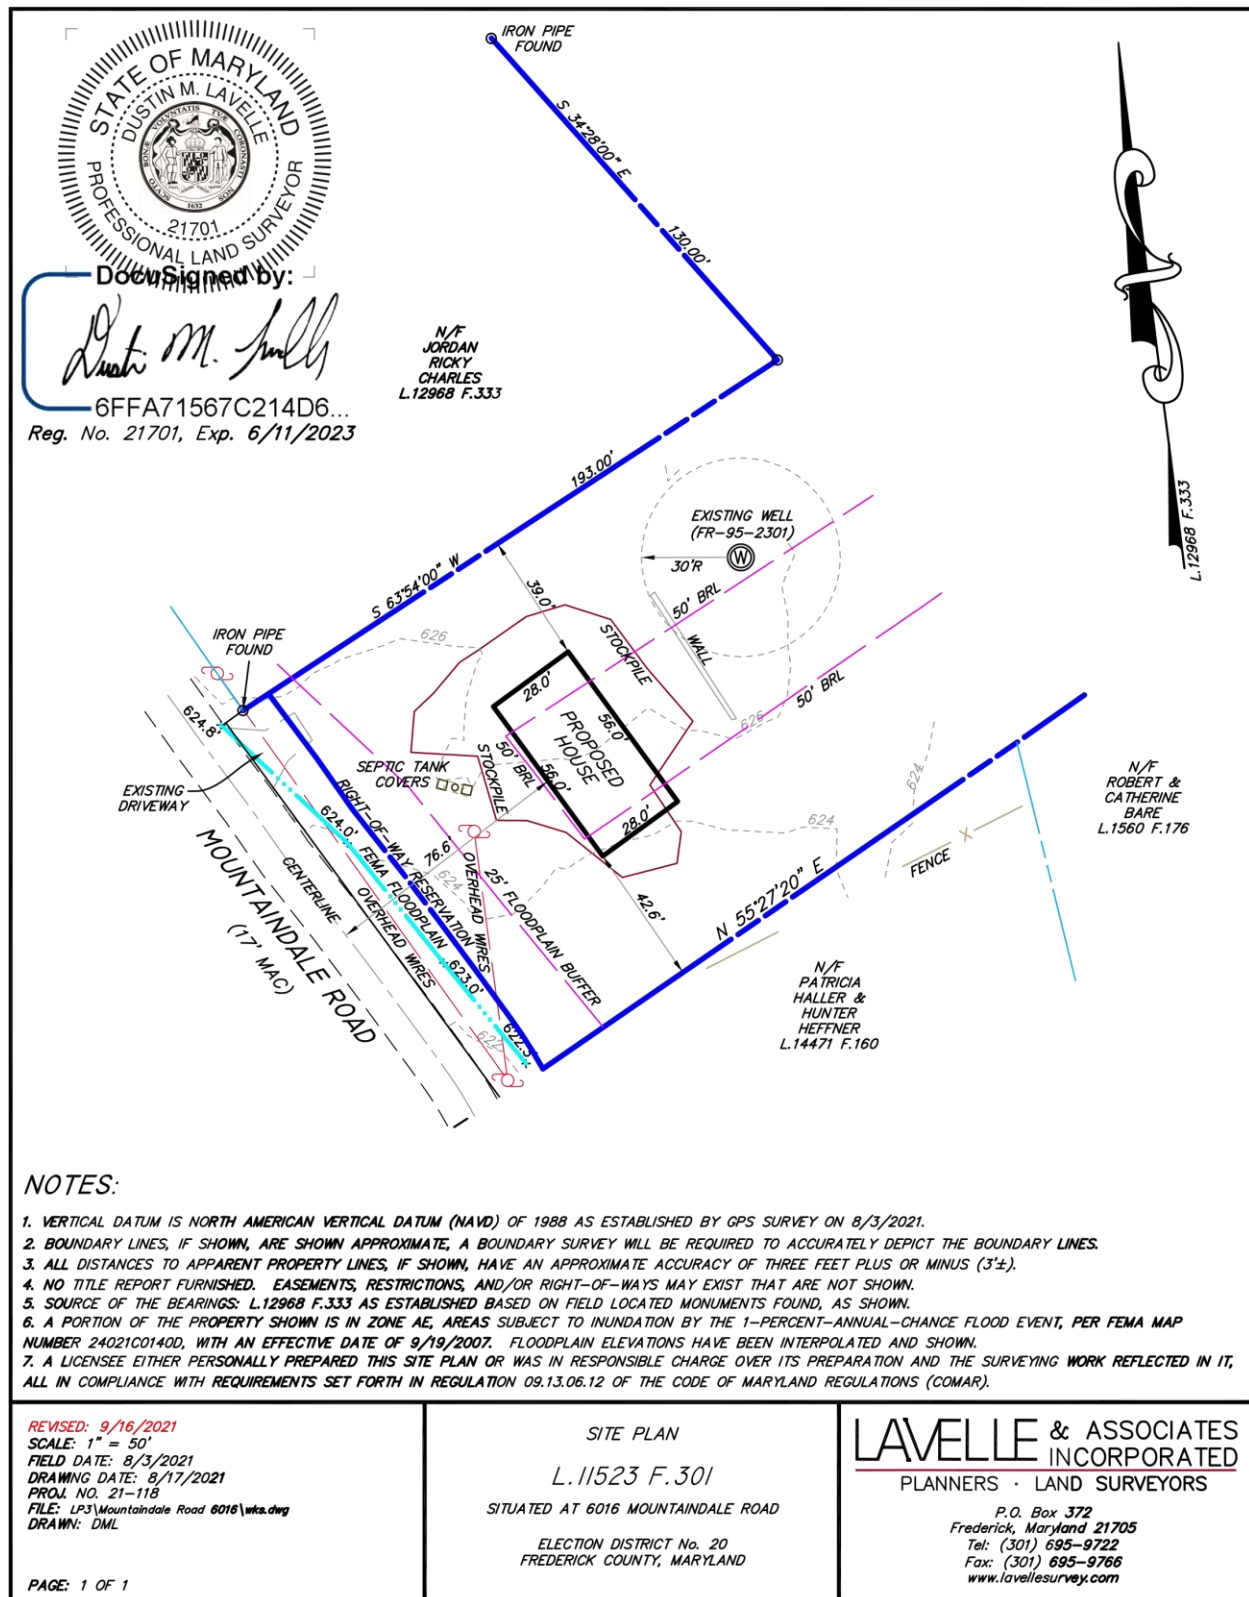 STATE OF MARYLAND
DUSTIN M. LAVELLE
21701
PROFESSIONAL LAND SURVEYOR
DocuSigned by:
6FFA71567C214D6...
Reg. No. 21701, Exp. 6/11/2023
IRON PIPE
FOUND
S 34°28'00" E
130.00'
N/F
JORDAN
RICKY
CHARLES
L.12968 F.333
L.12968 F.333
193.00'
S 63°54'00" W
EXISTING WELL
(FR-95-2301)
W
30'R
39.0'
50' BRL
WALL
STOCKPILE
626
IRON PIPE
FOUND
28.0'
56.0'
PROPOSED
HOUSE
50' BRL
626
50' BRL
624.8'
SEPTIC TANK
COVERS
STOCKPILE
56.0'
28.0'
EXISTING
DRIVEWAY
RIGHT-OF-WAY RESERVATION
624.0'
FEMA FLOODPLAIN
76.6'
624
624
624
N/F
ROBERT &
CATHERINE
BARE
L.1560 F.176
FENCE
X
MOUNTAINDALE ROAD
(17' MAC)
CENTERLINE
OVERHEAD WIRES
OVERHEAD WIRES
25' FLOODPLAIN BUFFER
42.6'
N 55°27'20" E
623.0'
622
622.3'
N/F
PATRICIA
HALLER &
HUNTER
HEFFNER
L.14471 F.160
NOTES:
1. VERTICAL DATUM IS NORTH AMERICAN VERTICAL DATUM (NAVD) OF 1988 AS ESTABLISHED BY GPS SURVEY ON 8/3/2021.
2. BOUNDARY LINES, IF SHOWN, ARE SHOWN APPROXIMATE, A BOUNDARY SURVEY WILL BE REQUIRED TO ACCURATELY DEPICT THE BOUNDARY LINES.
3. ALL DISTANCES TO APPARENT PROPERTY LINES, IF SHOWN, HAVE AN APPROXIMATE ACCURACY OF THREE FEET PLUS OR MINUS (3'±).
4. NO TITLE REPORT FURNISHED. EASEMENTS, RESTRICTIONS, AND/OR RIGHT-OF-WAYS MAY EXIST THAT ARE NOT SHOWN.
5. SOURCE OF THE BEARINGS: L.12968 F.333 AS ESTABLISHED BASED ON FIELD LOCATED MONUMENTS FOUND, AS SHOWN.
6. A PORTION OF THE PROPERTY SHOWN IS IN ZONE AE, AREAS SUBJECT TO INUNDATION BY THE 1-PERCENT-ANNUAL-CHANCE FLOOD EVENT, PER FEMA MAP
NUMBER 24021C0140D, WITH AN EFFECTIVE DATE OF 9/19/2007. FLOODPLAIN ELEVATIONS HAVE BEEN INTERPOLATED AND SHOWN.
7. A LICENSEE EITHER PERSONALLY PREPARED THIS SITE PLAN OR WAS IN RESPONSIBLE CHARGE OVER ITS PREPARATION AND THE SURVEYING WORK REFLECTED IN IT,
ALL IN COMPLIANCE WITH REQUIREMENTS SET FORTH IN REGULATION 09.13.06.12 OF THE CODE OF MARYLAND REGULATIONS (COMAR).
REVISED: 9/16/2021
SCALE: 1" = 50'
FIELD DATE: 8/3/2021
DRAWING DATE: 8/17/2021
PROJ. NO. 21-118
FILE: LP3\Mountaindale Road 6016\wks.dwg
DRAWN: DML
PAGE: 1 OF 1
SITE PLAN
L.11523 F.301
SITUATED AT 6016 MOUNTAINDALE ROAD
ELECTION DISTRICT No. 20
FREDERICK COUNTY, MARYLAND
LAVELLE & ASSOCIATES
INCORPORATED
PLANNERS · LAND SURVEYORS
P.O. Box 372
Frederick, Maryland 21705
Tel: (301) 695-9722
Fax: (301) 695-9766
www.lavellesurvey.com